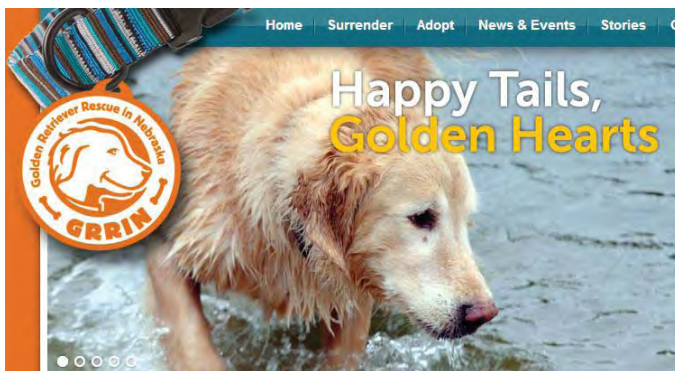 Home Surrender Adopt News & Events Stories
Happy Tails,
Golden Hearts
Golden Retriever Rescue in Nebraska
GRRIN